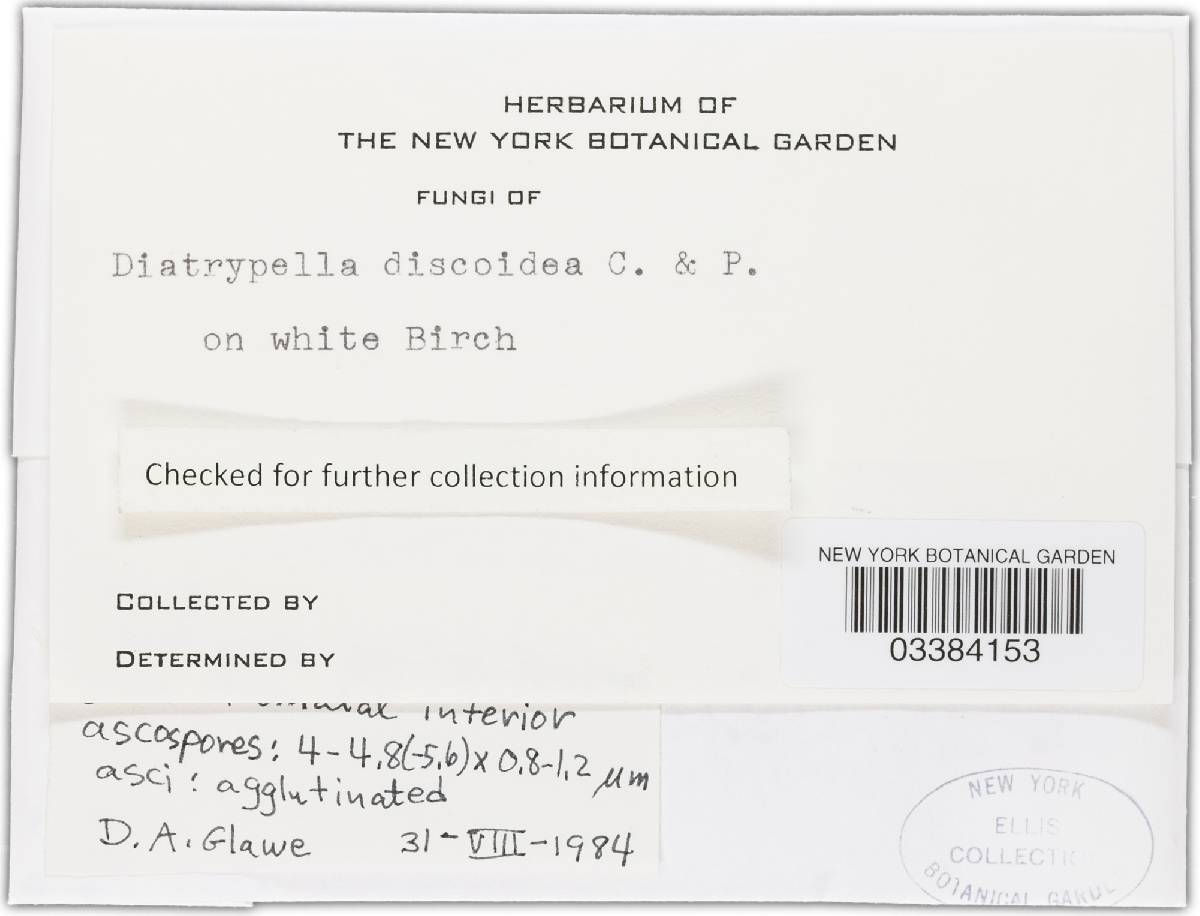 HERBARIUM OF
THE NEW YORK BOTANICAL GARDEN
FUNGI OF
Diatrypella discoidea C. & P.
on white Birch
Checked for further collection information
COLLECTED BY
DETERMINED BY
NEW YORK BOTANICAL GARDEN
03384153
interior
ascospores: 4-4.8(-5.6) x 0.8-1.2 µm
asci: agglutinated
D. A. Glawe 31-VIII-1984
NEW YORK
ELLIS
COLLECTION
BOTANICAL GARDE